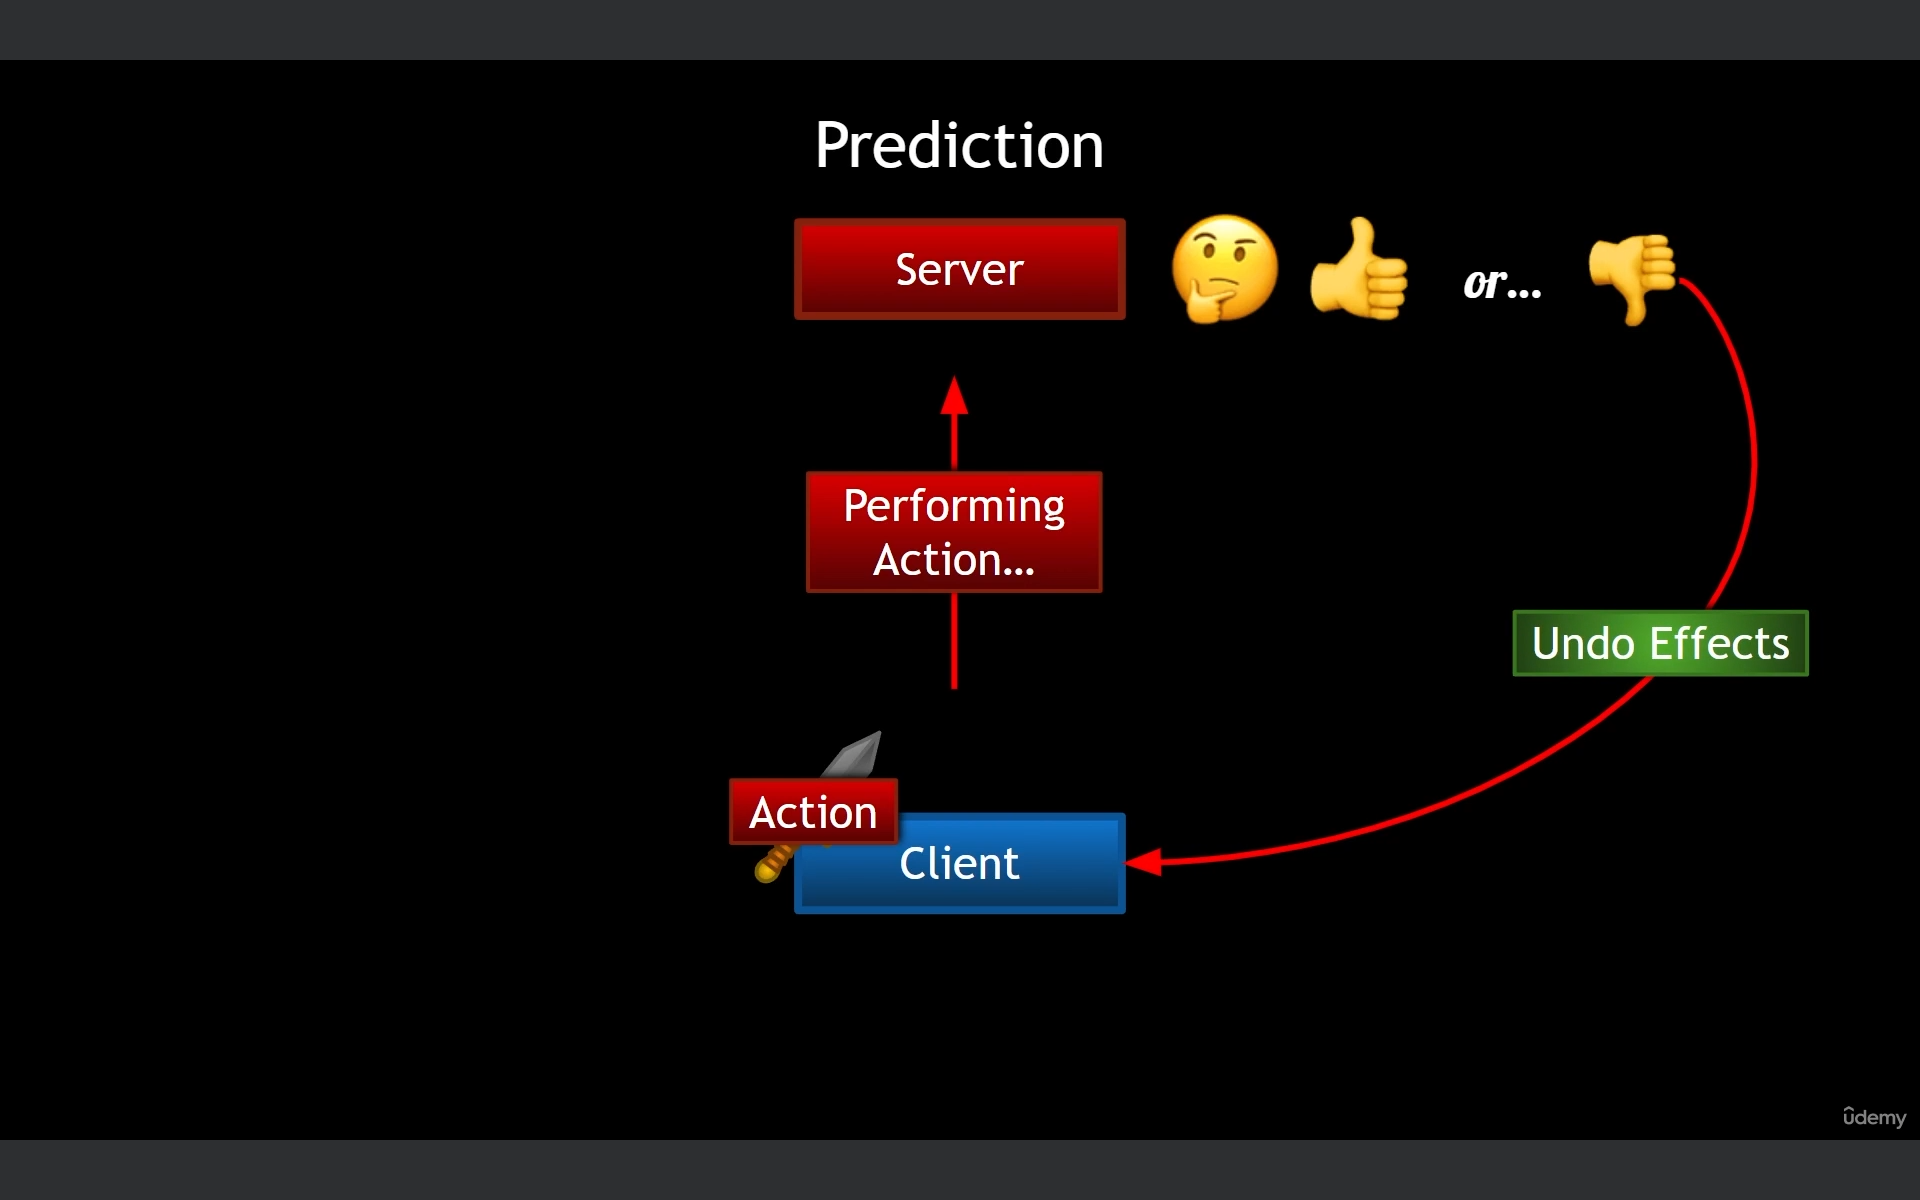 Prediction
Server
or...
Performing
Action...
Undo Effects
Action
Client
ûdemy